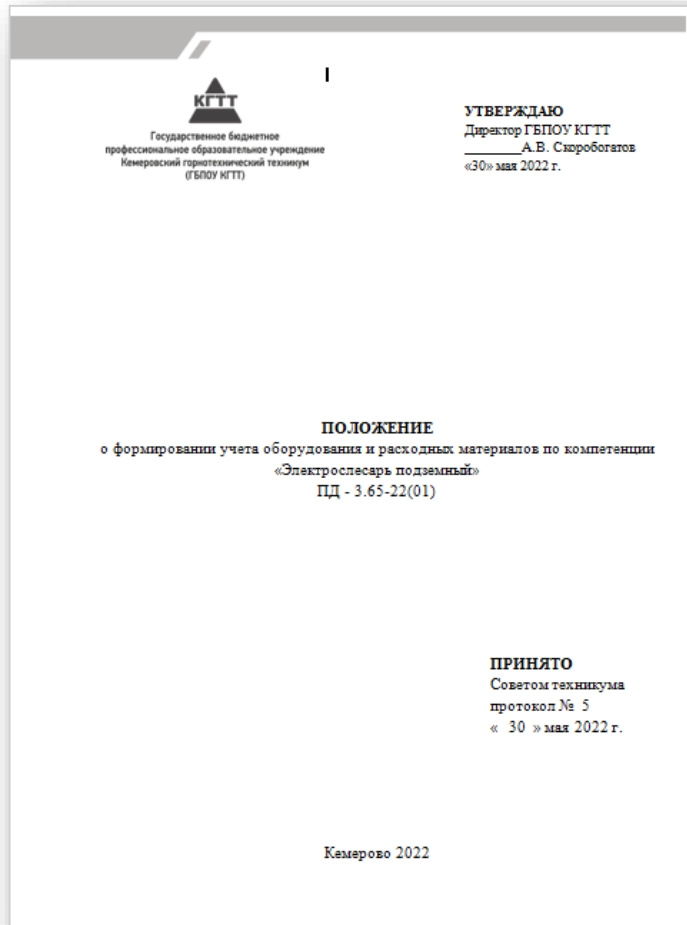 КГТТ
Государственное бюджетное
профессиональное образовательное учреждение
Кемеровский горнотехнический техникум
(ГБПОУ КГТТ)
УТВЕРЖДАЮ
Директор ГБПОУ КГТТ
________А.В. Скоробогатов
«30» мая 2022 г.
ПОЛОЖЕНИЕ
о формировании учета оборудования и расходных материалов по компетенции
«Электрослесарь подземный»
ПД - 3.65-22(01)
ПРИНЯТО
Советом техникума
протокол № 5
« 30 » мая 2022 г.
Кемерово 2022